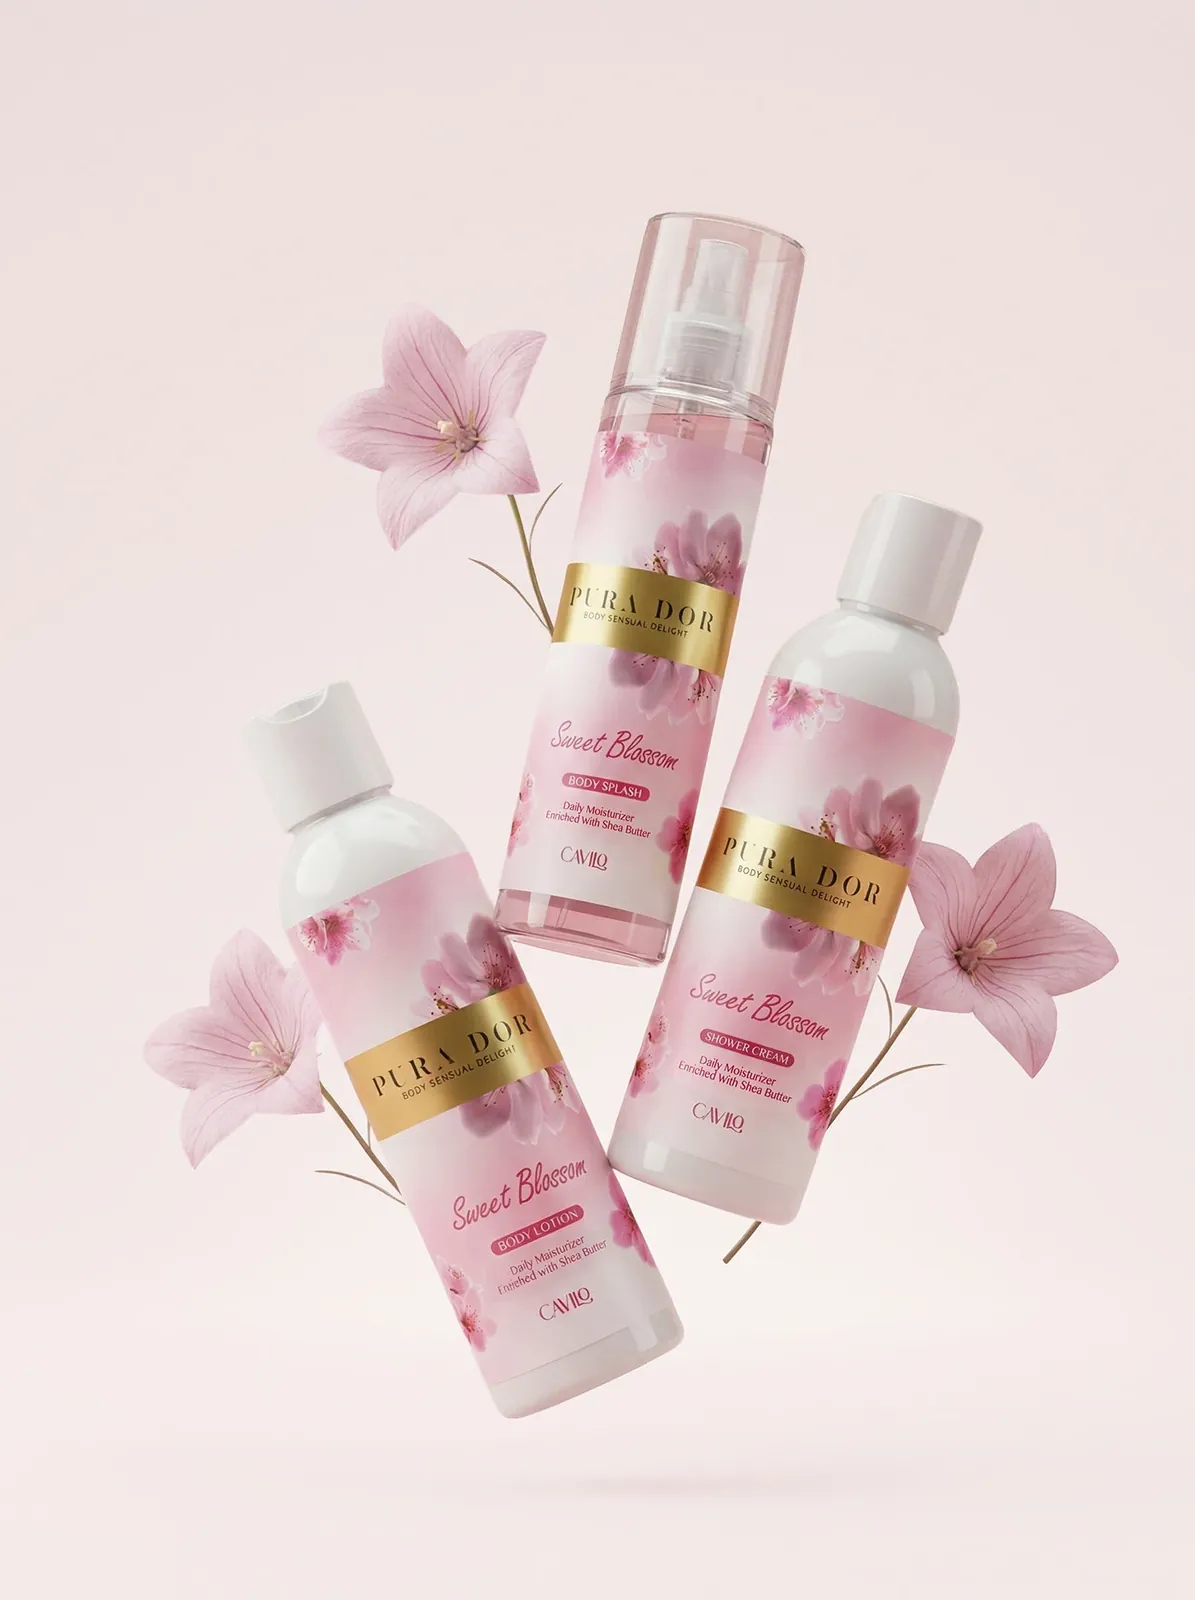 PURA DOR
BODY SENSUAL DELIGHT
Sweet Blossom
BODY SPLASH
Daily Moisturizer
Enriched With Shea Butter
CAVILO
PURA DOR
BODY SENSUAL DELIGHT
Sweet Blossom
SHOWER CREAM
Daily Moisturizer
Enriched With Shea Butter
CAVILO
PURA DOR
BODY SENSUAL DELIGHT
Sweet Blossom
BODY LOTION
Daily Maisturizer
Enriched with Shea Butter
CAVILO